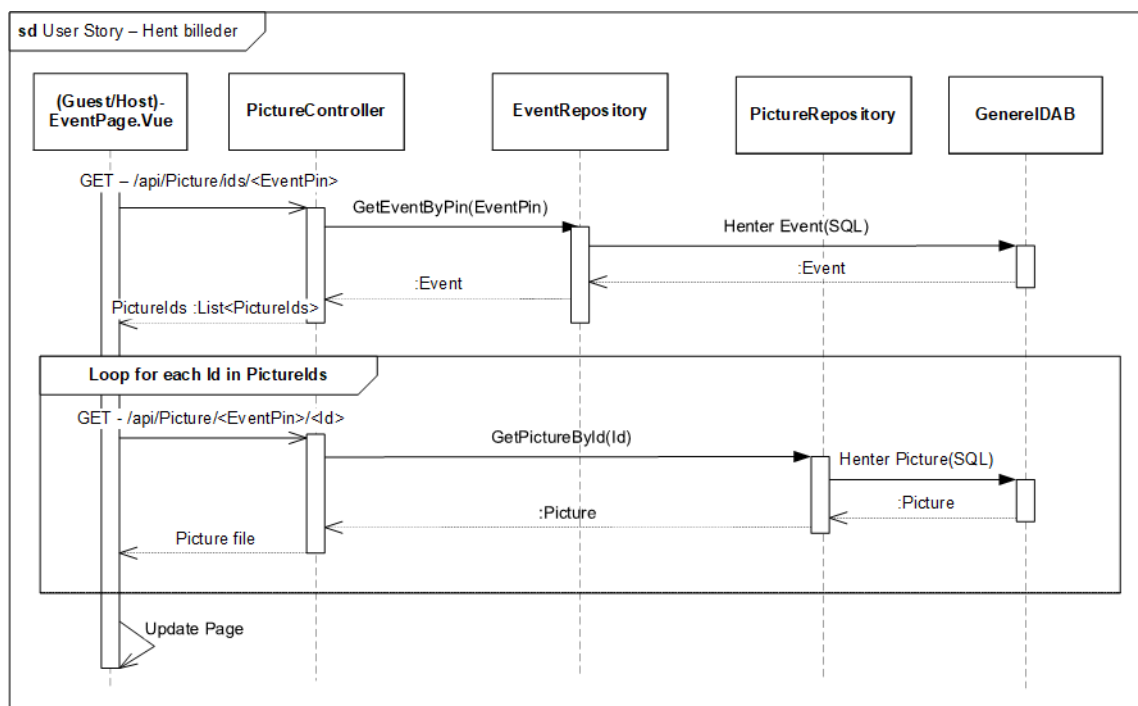 sd User Story – Hent billeder
(Guest/Host)-
EventPage.Vue
PictureController
EventRepository
PictureRepository
GenerelDAB
GET – /api/Picture/ids/<EventPin>
GetEventByPin(EventPin)
Henter Event(SQL)
:Event
:Event
PictureIds :List<PictureIds>
Loop for each Id in PictureIds
GET - /api/Picture/<EventPin>/<Id>
GetPictureById(Id)
Henter Picture(SQL)
:Picture
:Picture
Picture file
Update Page